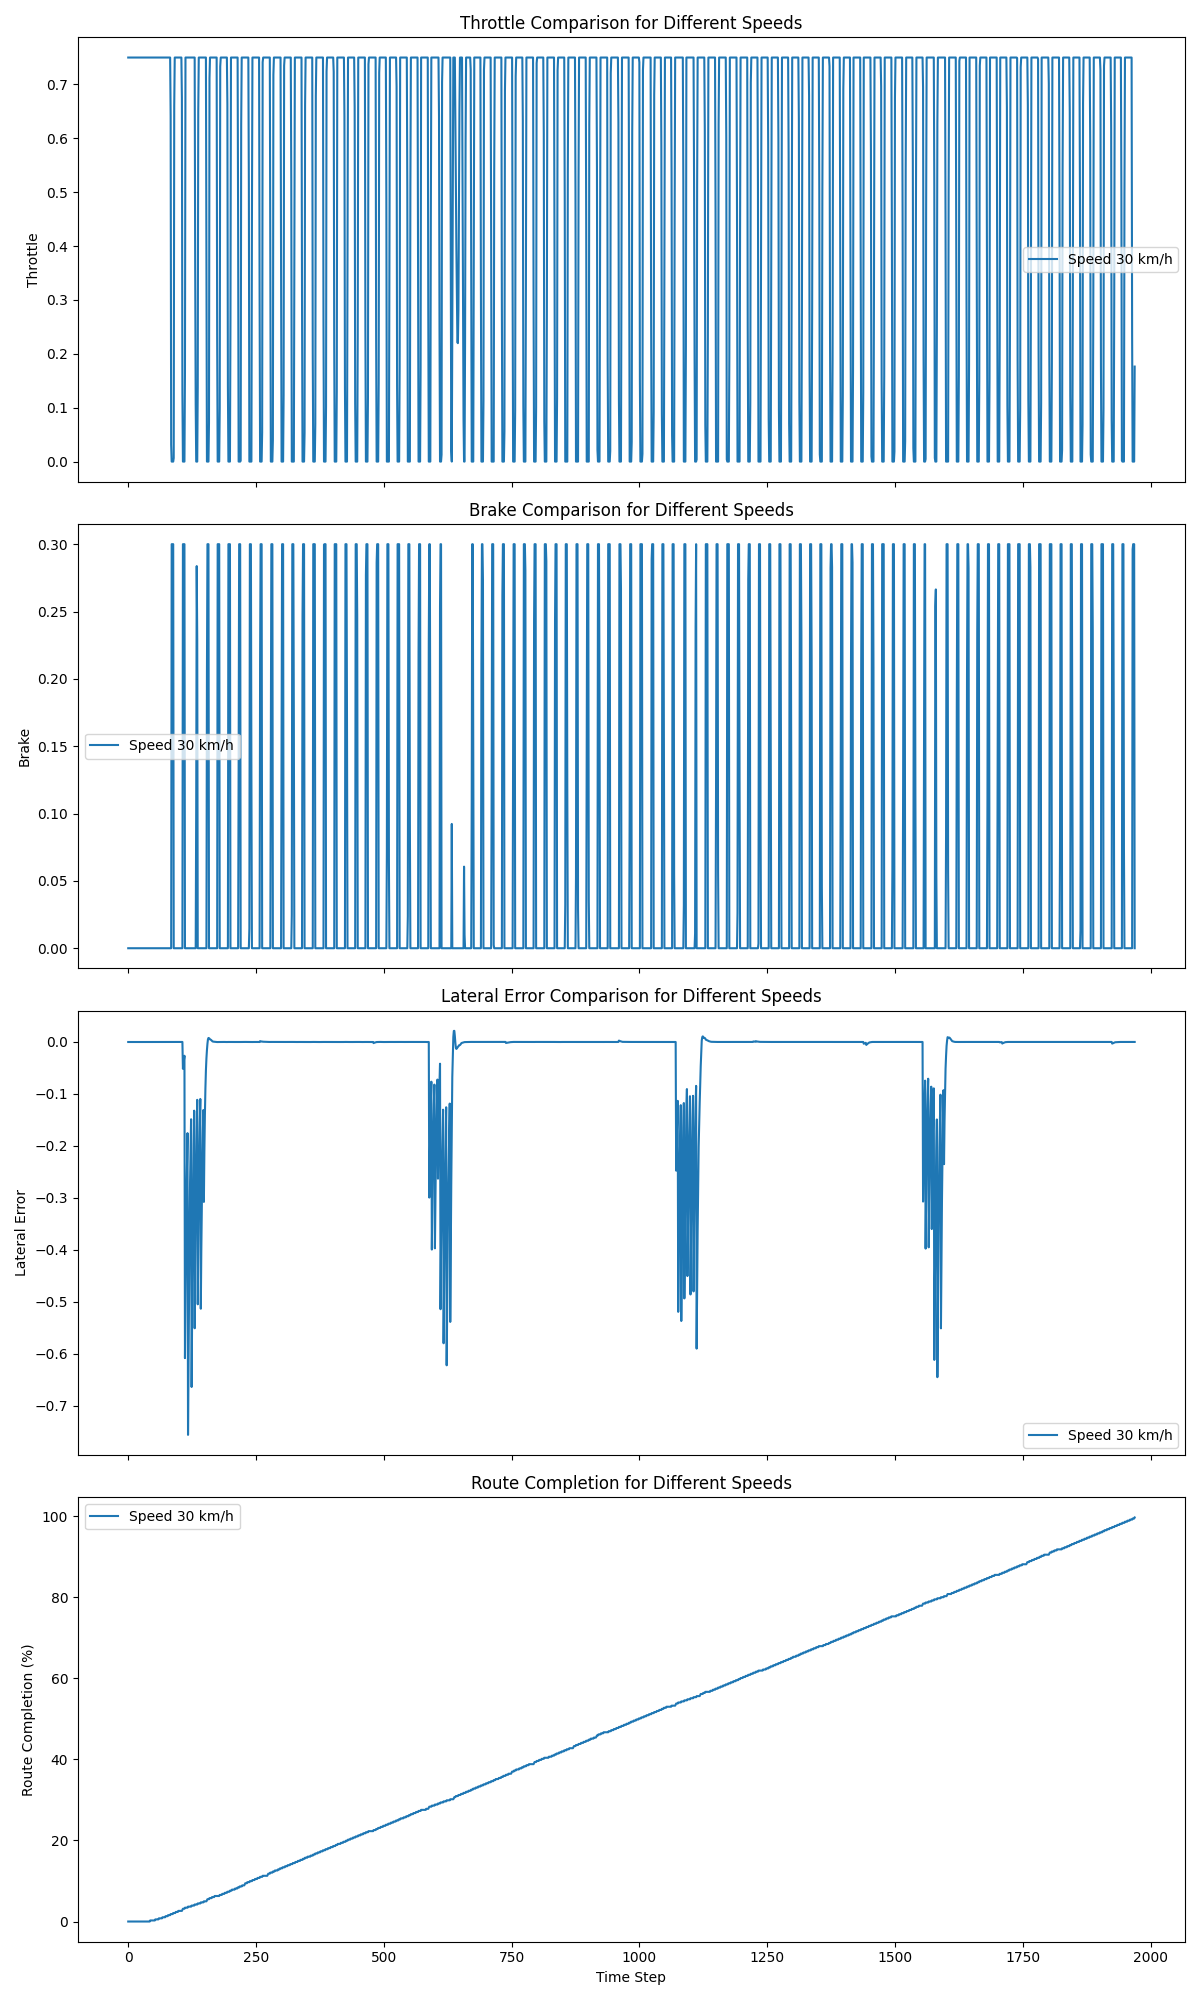 Throttle Comparison for Different Speeds
0.7
0.6
0.5
0.4
0.3
0.2
0.1
0.0
Throttle
Speed 30 km/h
Brake Comparison for Different Speeds
0.30
0.25
0.20
0.15
0.10
0.05
0.00
Brake
Speed 30 km/h
Lateral Error Comparison for Different Speeds
0.0
−0.1
−0.2
−0.3
−0.4
−0.5
−0.6
−0.7
Lateral Error
Speed 30 km/h
Route Completion for Different Speeds
100
80
60
40
20
0
Route Completion (%)
Speed 30 km/h
0 250 500 750 1000 1250 1500 1750 2000
Time Step